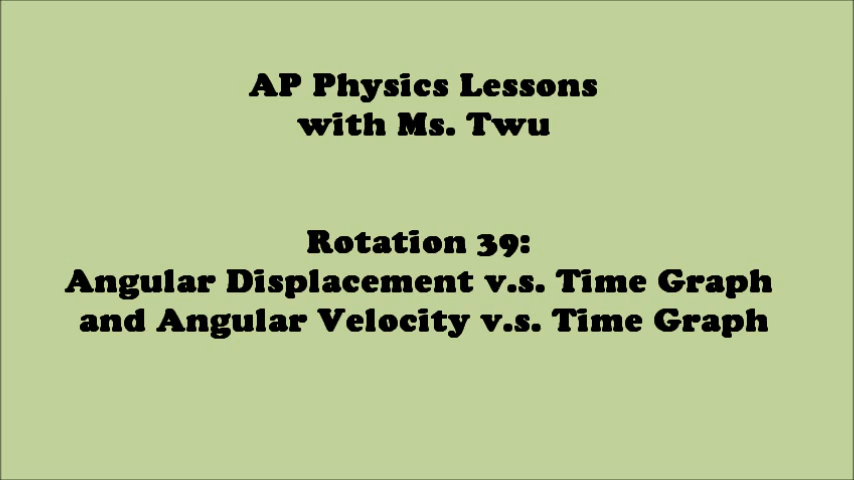 AP Physics Lessons
with Ms. Twu
Rotation 39:
Angular Displacement v.s. Time Graph
and Angular Velocity v.s. Time Graph